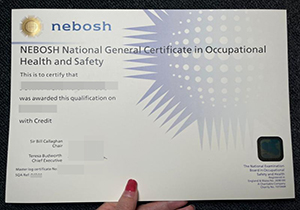 nebosh
NEBOSH National General Certificate in Occupational
Health and Safety
This is to certify that
was awarded this qualification on
with Credit
Sir Bill Callaghan
Chair
Teresa Budworth
Chief Executive
The National Examination
Board in Occupational
Safety and Health